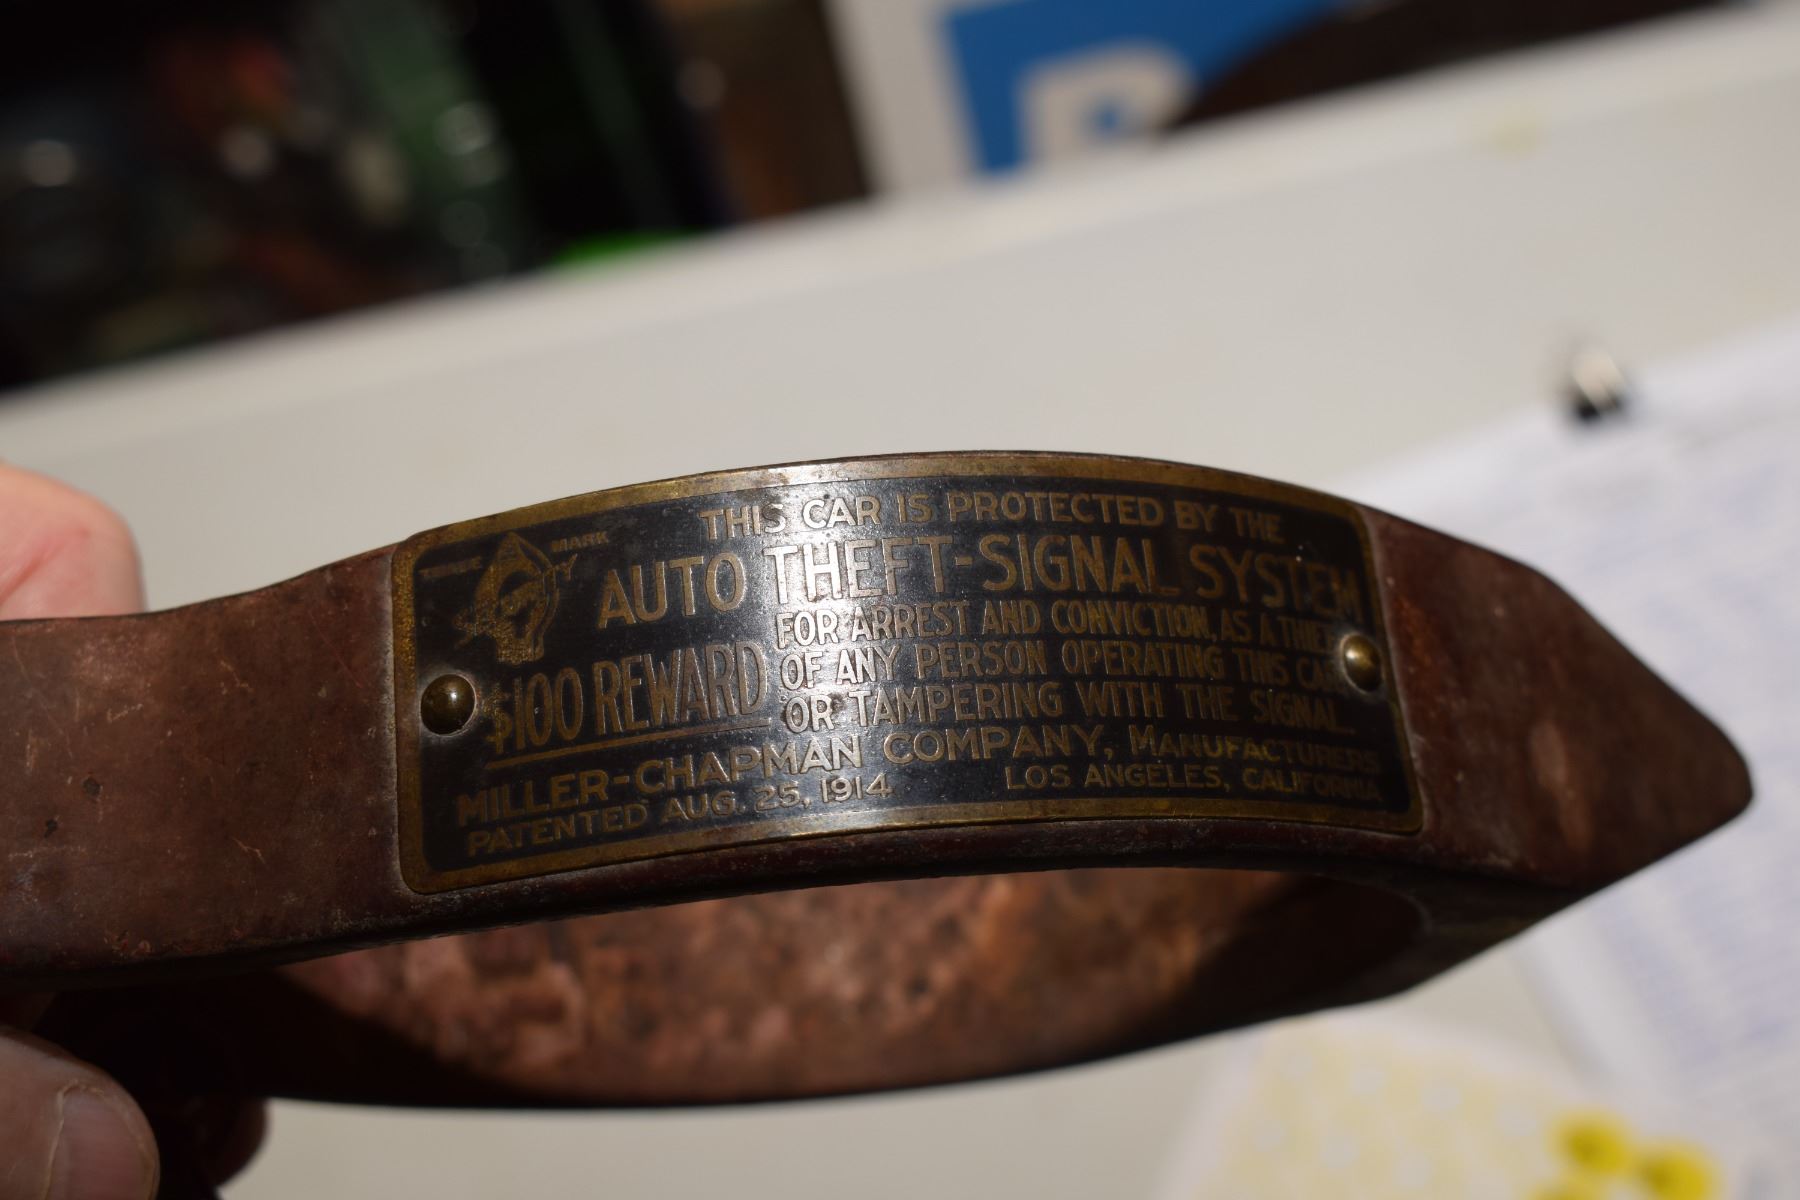 THIS CAR IS PROTECTED BY THE
TRADE MARK
AUTO THEFT-SIGNAL SYSTEM
$100 REWARD
FOR ARREST AND CONVICTION, AS A THIEF
OF ANY PERSON OPERATING THIS CAR
OR TAMPERING WITH THE SIGNAL.
MILLER-CHAPMAN COMPANY, MANUFACTURERS
PATENTED AUG. 25, 1914. LOS ANGELES, CALIFORNIA.